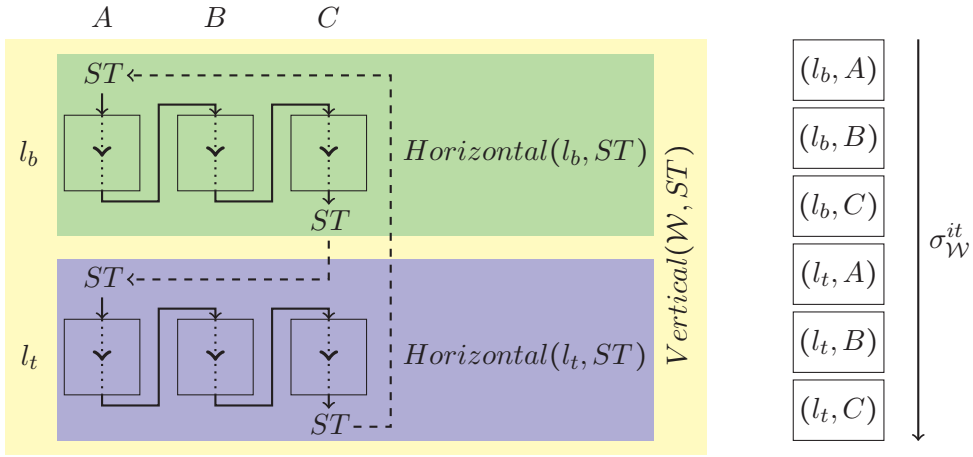 A B C
ST
l_b
Horizontal(l_b, ST)
ST
ST
l_t
Horizontal(l_t, ST)
ST
Vertical(𝒲, ST)
(l_b, A)
(l_b, B)
(l_b, C)
(l_t, A)
(l_t, B)
(l_t, C)
σ_𝒲^{it}